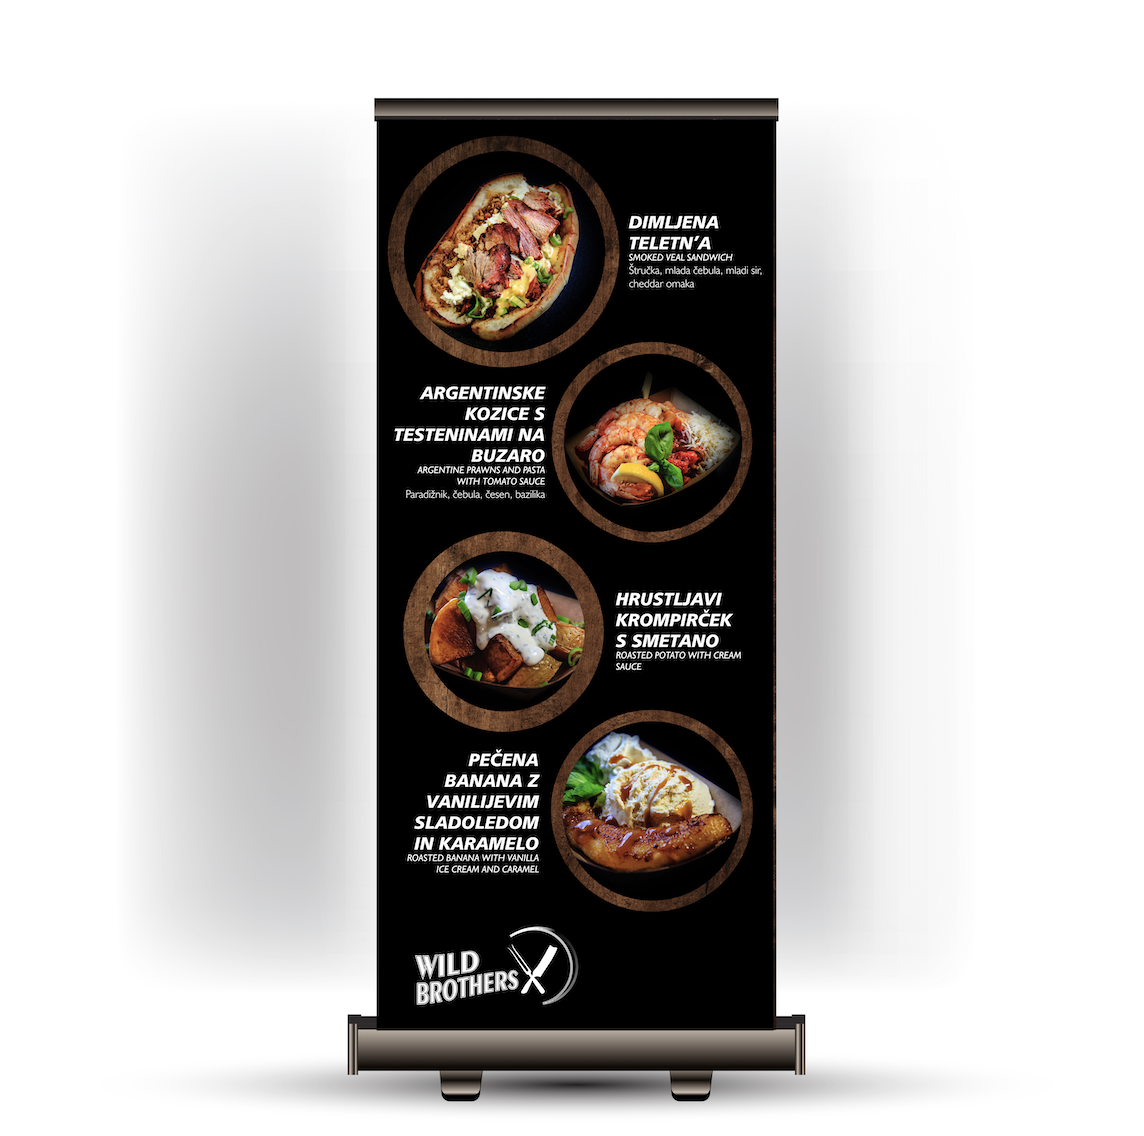 DIMLJENA
TELETN´A
SMOKED VEAL SANDWICH
Štručka, mlada čebula, mladi sir,
cheddar omaka
ARGENTINSKE
KOZICE S
TESTENINAMI NA
BUZARO
ARGENTINE PRAWNS AND PASTA
WITH TOMATO SAUCE
Paradižnik, čebula, česen, bazilika
HRUSTLJAVI
KROMPIRČEK
S SMETANO
ROASTED POTATO WITH CREAM
SAUCE
PEČENA
BANANA Z
VANILIJEVIM
SLADOLEDOM
IN KARAMELO
ROASTED BANANA WITH VANILLA
ICE CREAM AND CARAMEL
WILD
BROTHERS